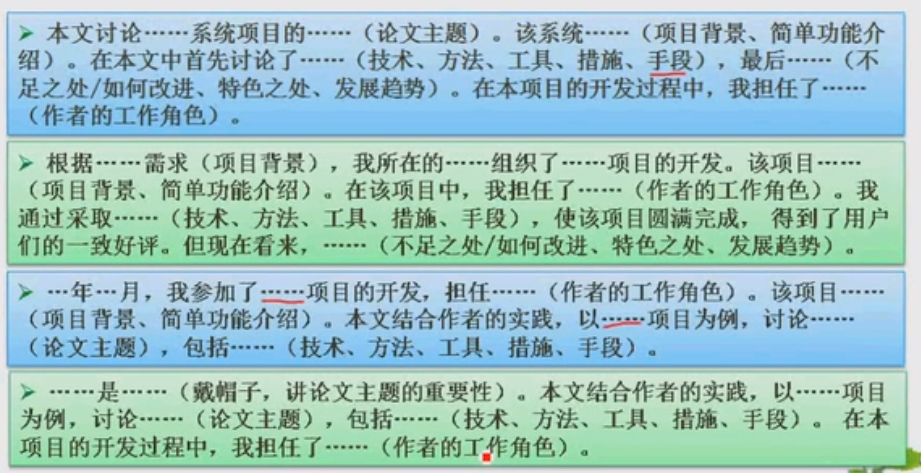 ➢ 本文讨论……系统项目的……（论文主题）。该系统……（项目背景、简单功能介
绍）。在本文中首先讨论了……（技术、方法、工具、措施、手段），最后……（不
足之处/如何改进、特色之处、发展趋势）。在本项目的开发过程中，我担任了……
（作者的工作角色）。
➢ 根据……需求（项目背景），我所在的……组织了……项目的开发。该项目……
（项目背景、简单功能介绍）。在该项目中，我担任了……（作者的工作角色）。我
通过采取……（技术、方法、工具、措施、手段），使该项目圆满完成， 得到了用户
们的一致好评。但现在看来，……（不足之处/如何改进、特色之处、发展趋势）。
➢ …年…月，我参加了……项目的开发，担任……（作者的工作角色）。该项目……
（项目背景、简单功能介绍）。本文结合作者的实践，以……项目为例，讨论……
（论文主题），包括……（技术、方法、工具、措施、手段）。
➢ ……是……（戴帽子，讲论文主题的重要性）。本文结合作者的实践，以……项目
为例，讨论……（论文主题），包括……（技术、方法、工具、措施、手段）。 在本
项目的开发过程中，我担任了……（作者的工作角色）。